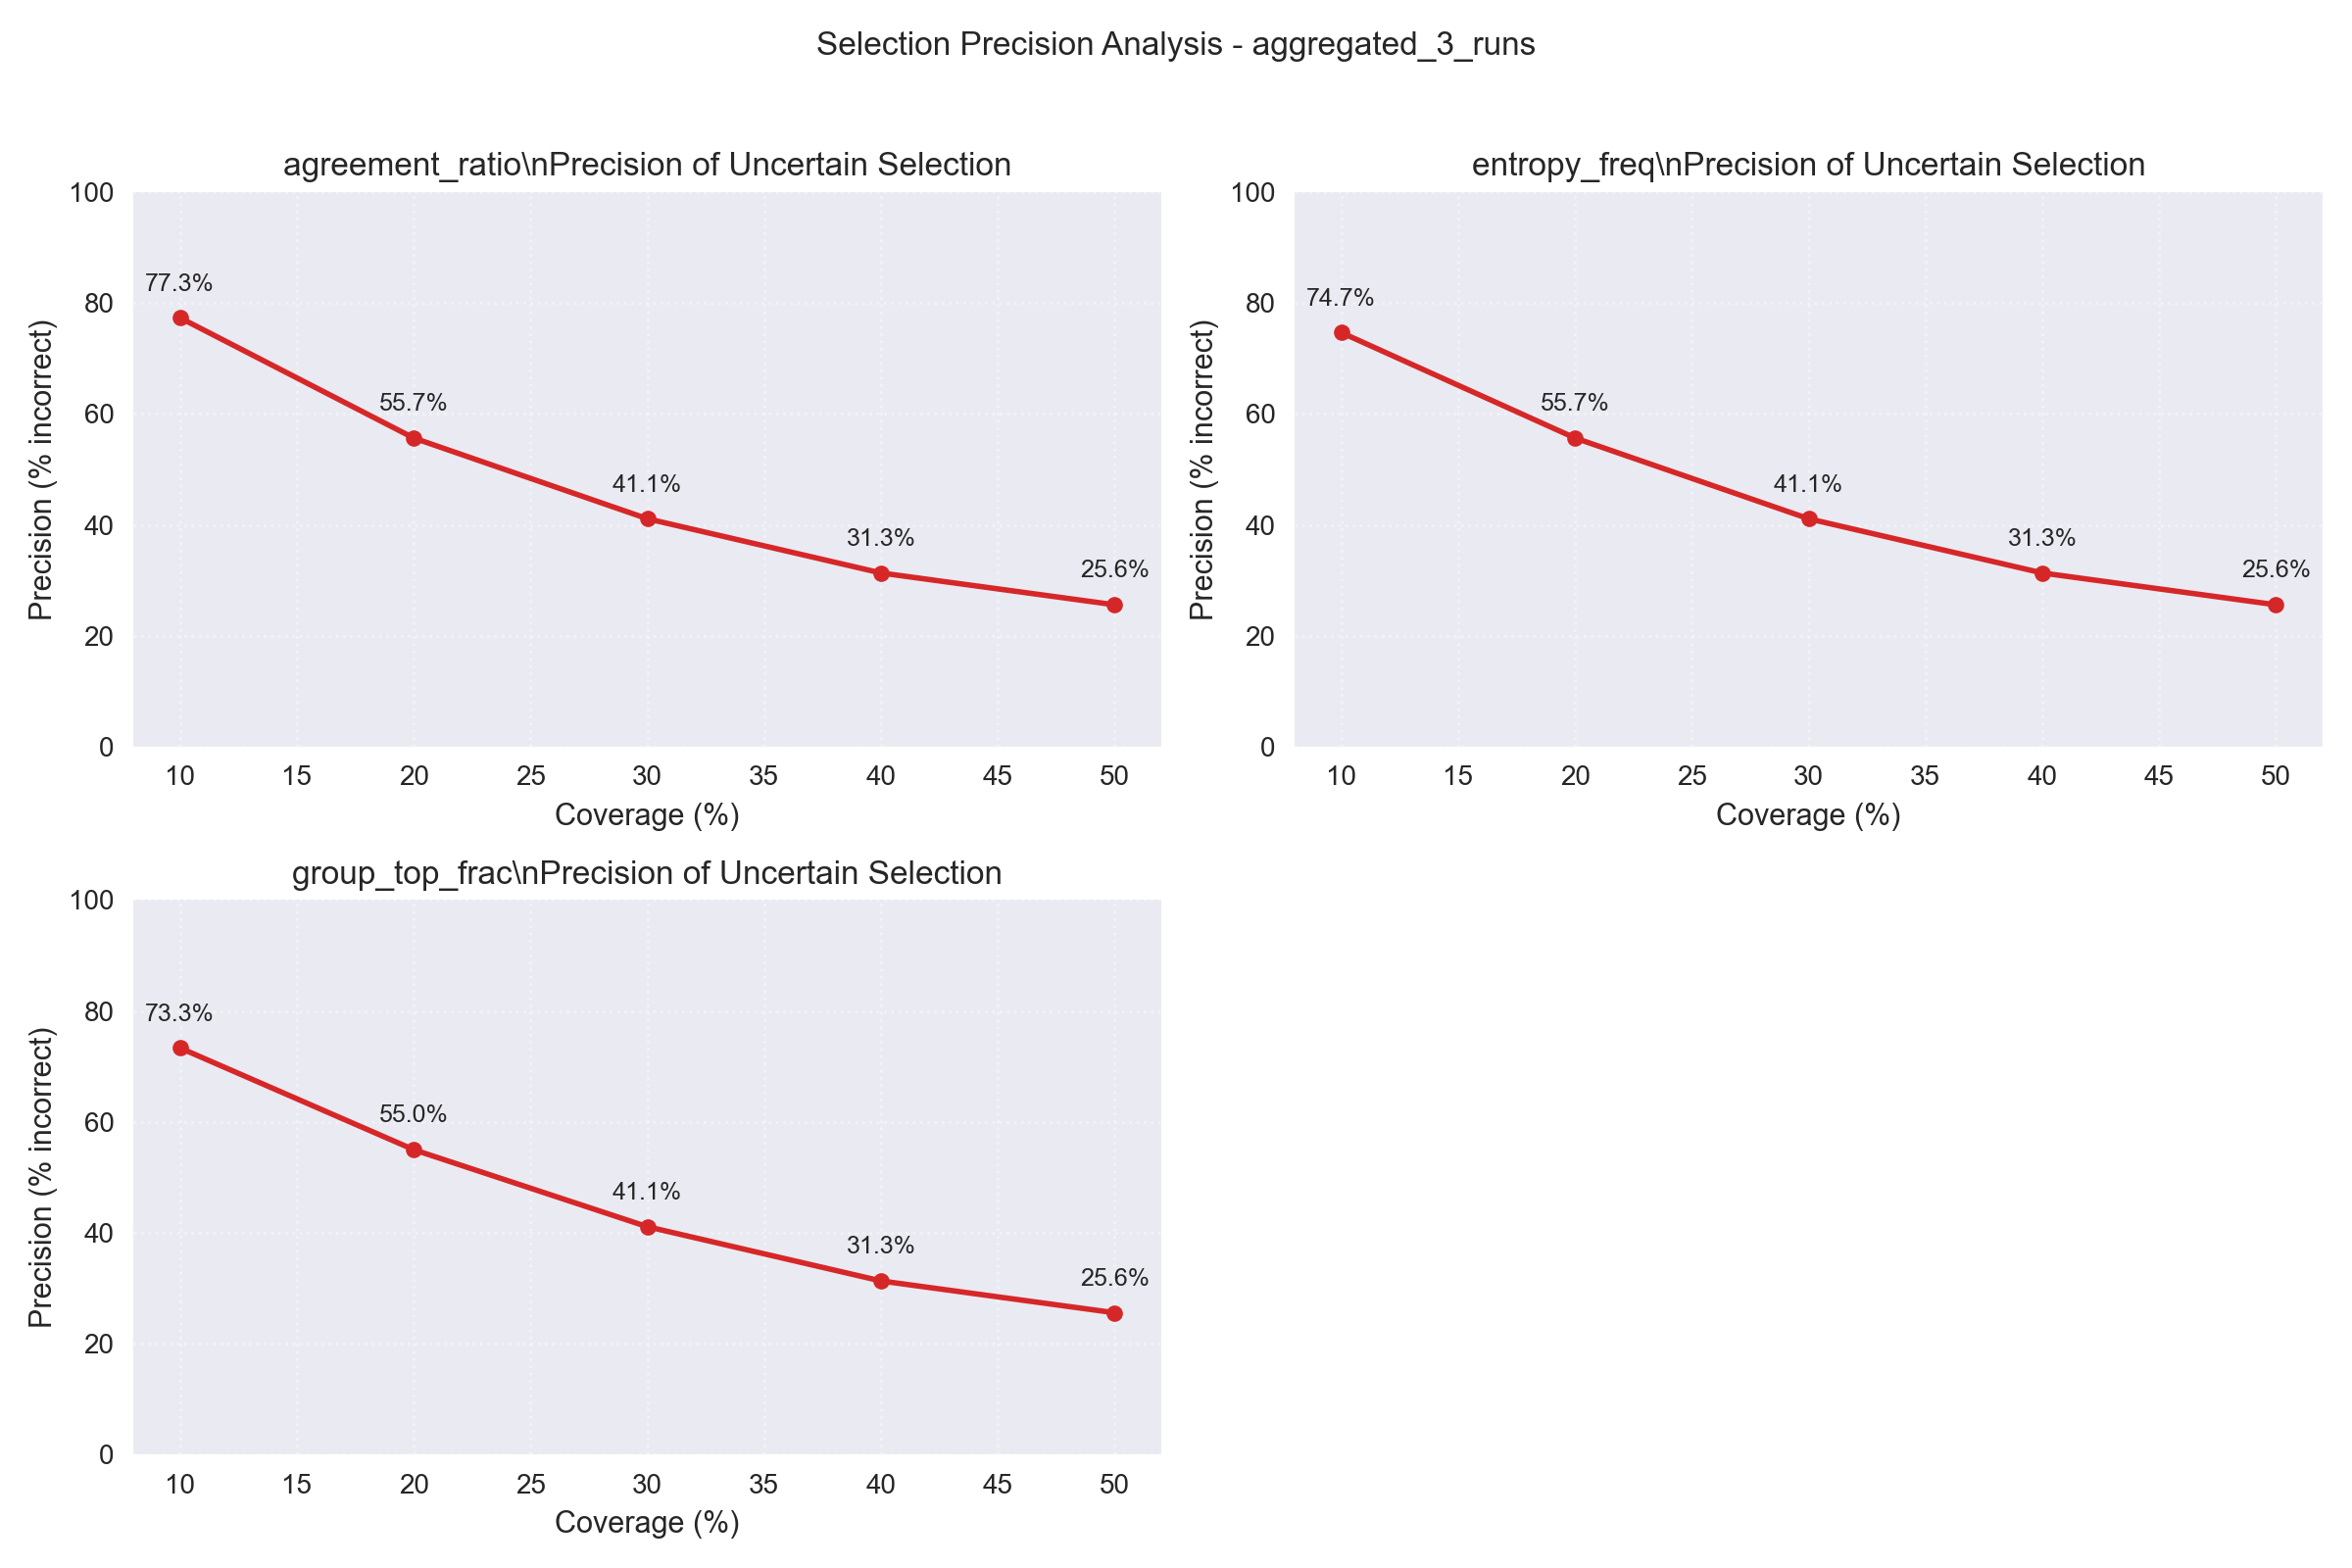 Selection Precision Analysis - aggregated_3_runs
agreement_ratio\nPrecision of Uncertain Selection
100
80
60
40
20
0
Precision (% incorrect)
77.3%
55.7%
41.1%
31.3%
25.6%
10 15 20 25 30 35 40 45 50
Coverage (%)
entropy_freq\nPrecision of Uncertain Selection
100
80
60
40
20
0
Precision (% incorrect)
74.7%
55.7%
41.1%
31.3%
25.6%
10 15 20 25 30 35 40 45 50
Coverage (%)
group_top_frac\nPrecision of Uncertain Selection
100
80
60
40
20
0
Precision (% incorrect)
73.3%
55.0%
41.1%
31.3%
25.6%
10 15 20 25 30 35 40 45 50
Coverage (%)